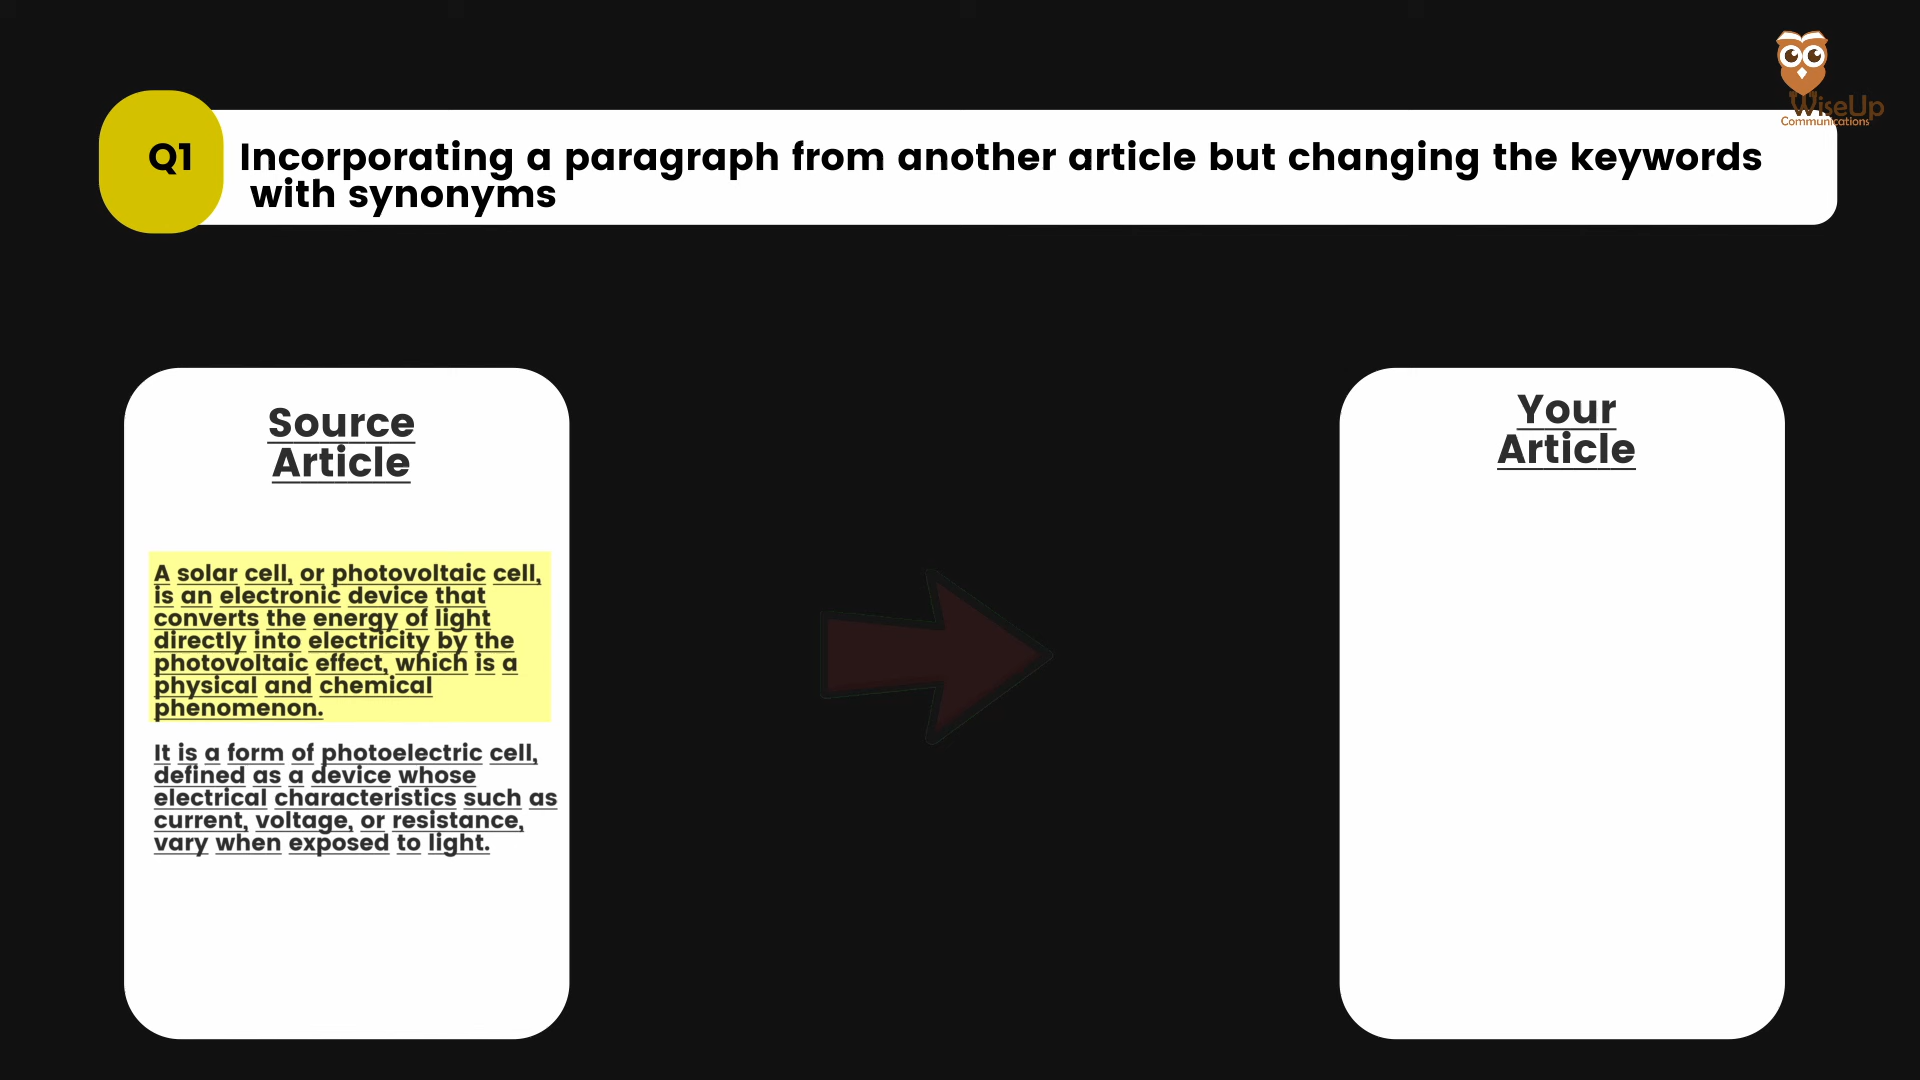 WiseUp
Communications
Q1
Incorporating a paragraph from another article but changing the keywords
with synonyms
Source
Article
A solar cell, or photovoltaic cell,
is an electronic device that
converts the energy of light
directly into electricity by the
photovoltaic effect, which is a
physical and chemical
phenomenon.
It is a form of photoelectric cell,
defined as a device whose
electrical characteristics such as
current, voltage, or resistance,
vary when exposed to light.
Your
Article